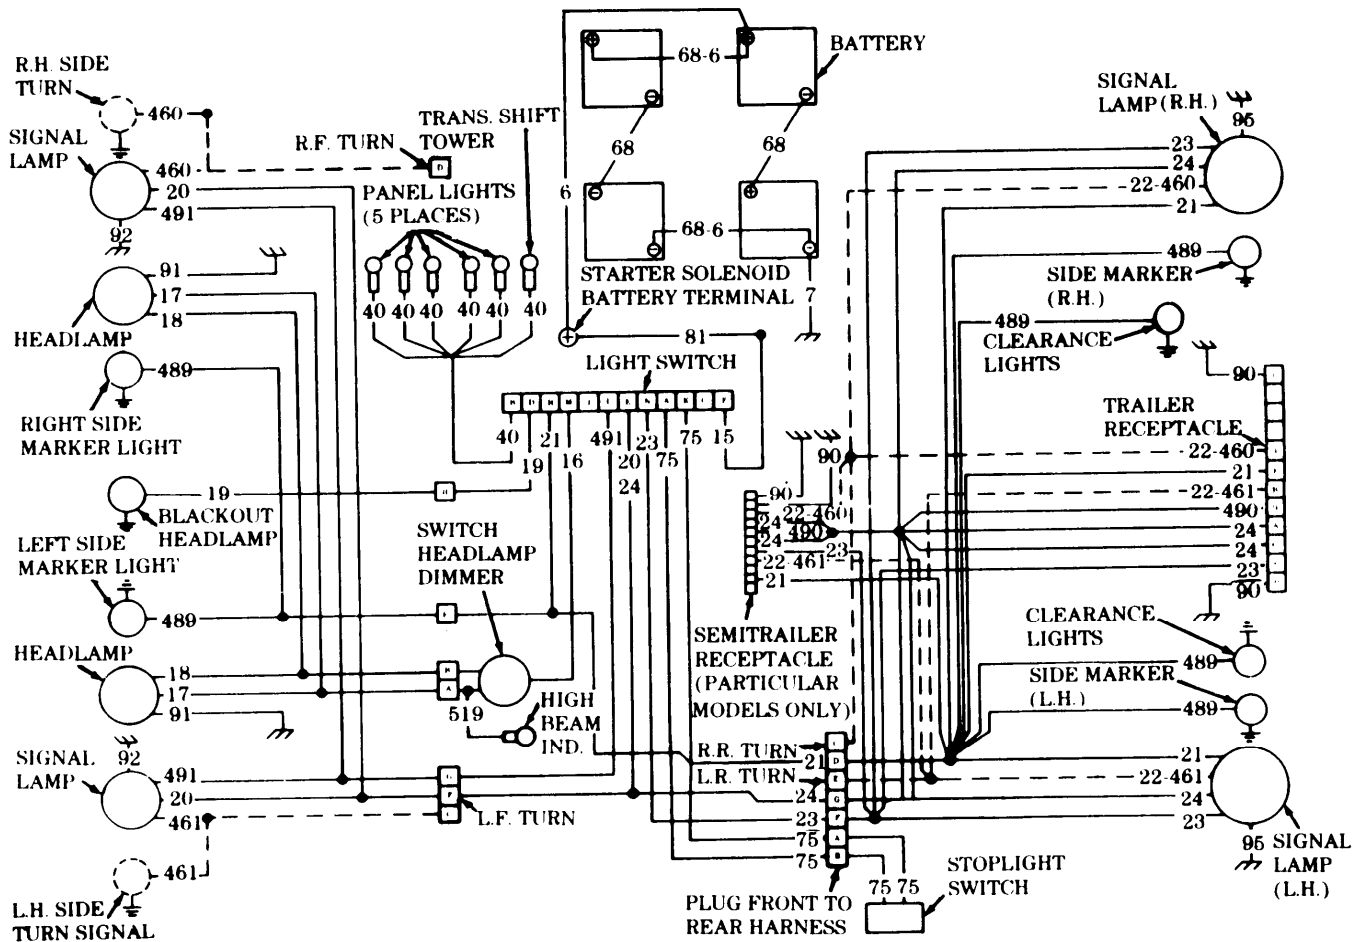 R.H. SIDE
TURN
460
SIGNAL
LAMP
460
20
491
92
R.F. TURN
D
TRANS. SHIFT
TOWER
PANEL LIGHTS
(5 PLACES)
40 40 40 40 40 40
91
17
18
HEADLAMP
489
RIGHT SIDE
MARKER LIGHT
19
BLACKOUT
HEADLAMP
LEFT SIDE
MARKER LIGHT
489
HEADLAMP
18
17
91
SIGNAL
LAMP
92
491
20
461
461
L.H. SIDE
TURN SIGNAL
L.F. TURN
SWITCH
HEADLAMP
DIMMER
519
HIGH
BEAM
IND.
68-6
BATTERY
68
68
6
68-6
STARTER SOLENOID
BATTERY TERMINAL
7
81
LIGHT SWITCH
40
19
21
16
491
20
24
23
75
75
15
90
90
22-460
24
490
24
23
22-461
21
SEMITRAILER
RECEPTACLE
(PARTICULAR
MODELS ONLY)
R.R. TURN
21
D
L.R. TURN
E
24
G
23
F
75
A
75
B
PLUG FRONT TO
REAR HARNESS
75 75
STOPLIGHT
SWITCH
SIGNAL
LAMP (R.H.)
95
23
24
22-460
21
489
SIDE MARKER
(R.H.)
489
CLEARANCE
LIGHTS
90
TRAILER
RECEPTACLE
22-460
21
22-461
490
24
24
23
90
CLEARANCE
LIGHTS
489
SIDE MARKER
(L.H.)
489
21
22-461
24
23
95
SIGNAL
LAMP
(L.H.)